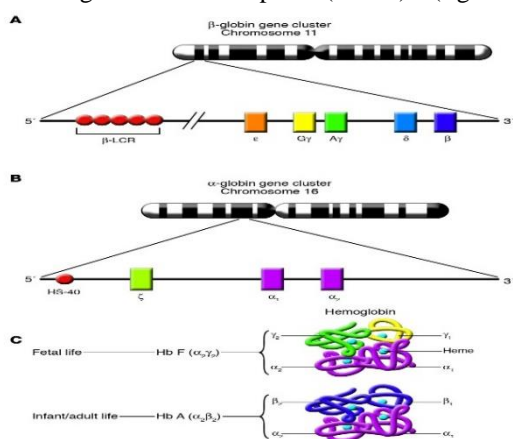 A
β-globin gene cluster
Chromosome 11
5´ 3´
β-LCR ε Gγ Aγ δ β
B
α-globin gene cluster
Chromosome 16
5´ 3´
HS-40 ζ α₁ α₂
Hemoglobin
C
γ₂ γ₁
Fetal life Hb F (α₂γ₂) Heme
α₂ α₁
β₂ β₁
Infant/adult life Hb A (α₂β₂)
α₂ α₁